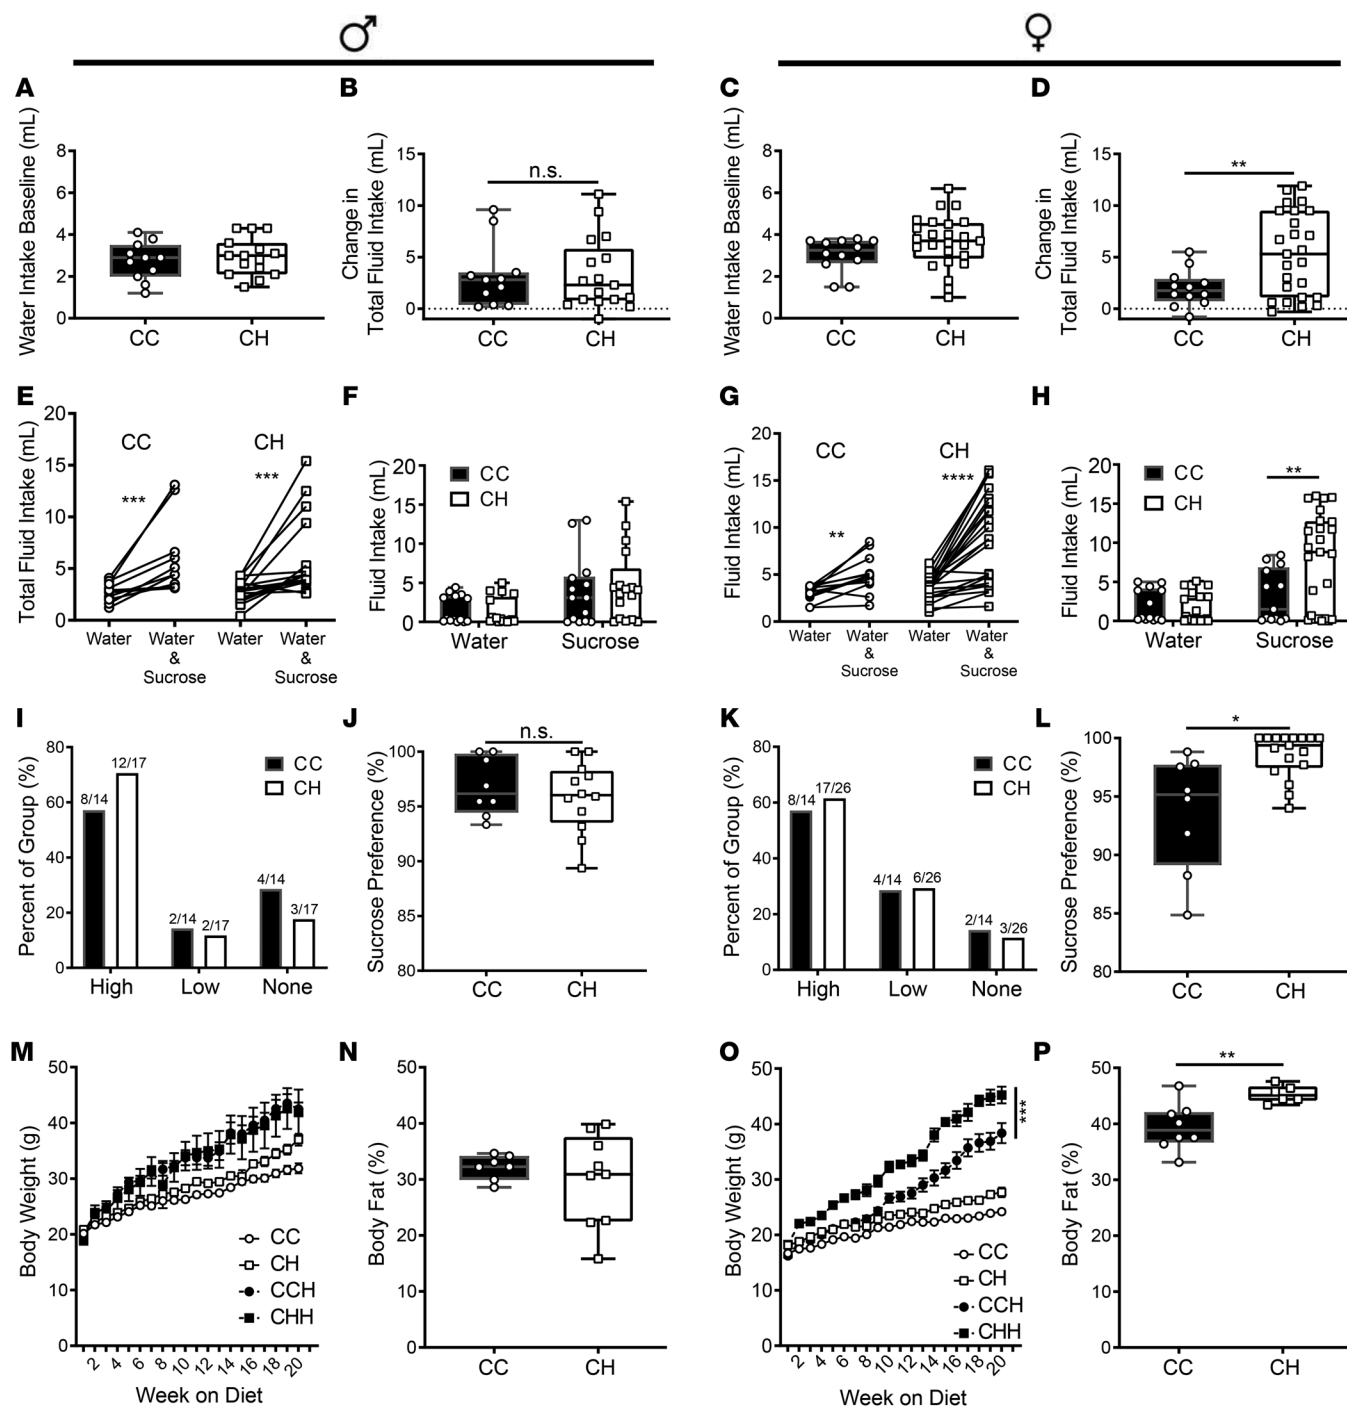 ♂ ♀
A B C D
Water Intake Baseline (mL)
8
6
4
2
0
CC CH
Change in
Total Fluid Intake (mL)
15
10
5
0
n.s.
CC CH
Water Intake Baseline (mL)
8
6
4
2
0
CC CH
Change in
Total Fluid Intake (mL)
15
10
5
0
**
CC CH
E F G H
Total Fluid Intake (mL)
20
15
10
5
0
CC CH
*** ***
Water Water & Sucrose Water Water & Sucrose
Fluid Intake (mL)
20
15
10
5
0
CC
CH
Water Sucrose
Fluid Intake (mL)
20
15
10
5
0
CC CH
** ****
Water Water & Sucrose Water Water & Sucrose
Fluid Intake (mL)
20
15
10
5
0
CC
CH
**
Water Sucrose
I J K L
Percent of Group (%)
80
60
40
20
0
8/14 12/17 2/14 2/17 4/14 3/17
CC
CH
High Low None
Sucrose Preference (%)
100
95
90
85
80
n.s.
CC CH
Percent of Group (%)
80
60
40
20
0
8/14 17/26 4/14 6/26 2/14 3/26
CC
CH
High Low None
Sucrose Preference (%)
100
95
90
85
80
*
CC CH
M N O P
Body Weight (g)
50
40
30
20
10
0
CC
CH
CCH
CHH
2 4 6 8 10 12 14 16 18 20
Week on Diet
Body Fat (%)
50
40
30
20
10
0
CC CH
Body Weight (g)
50
40
30
20
10
0
***
CC
CH
CCH
CHH
2 4 6 8 10 12 14 16 18 20
Week on Diet
Body Fat (%)
50
40
30
20
10
0
**
CC CH